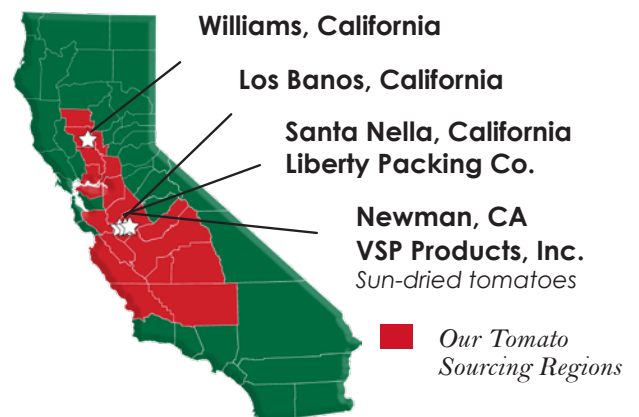 Williams, California
Los Banos, California
Santa Nella, California
Liberty Packing Co.
Newman, CA
VSP Products, Inc.
Sun-dried tomatoes
Our Tomato
Sourcing Regions